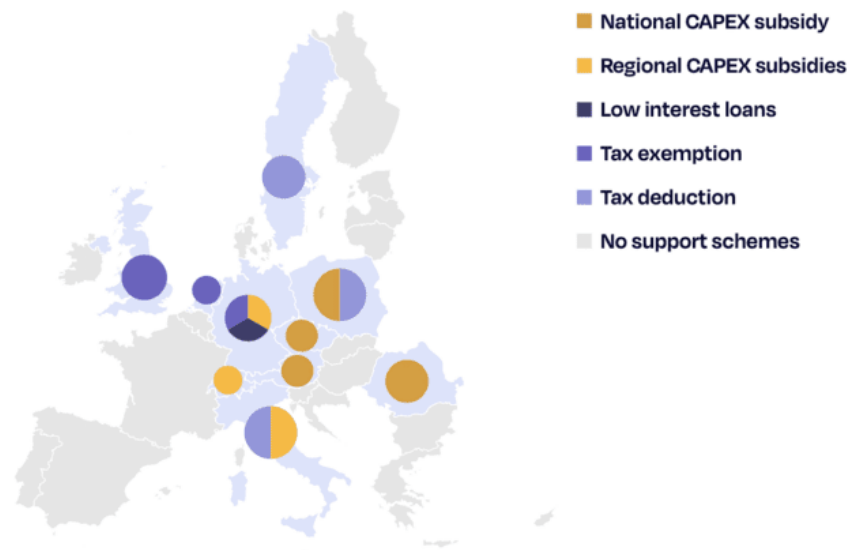 National CAPEX subsidy
Regional CAPEX subsidies
Low interest loans
Tax exemption
Tax deduction
No support schemes